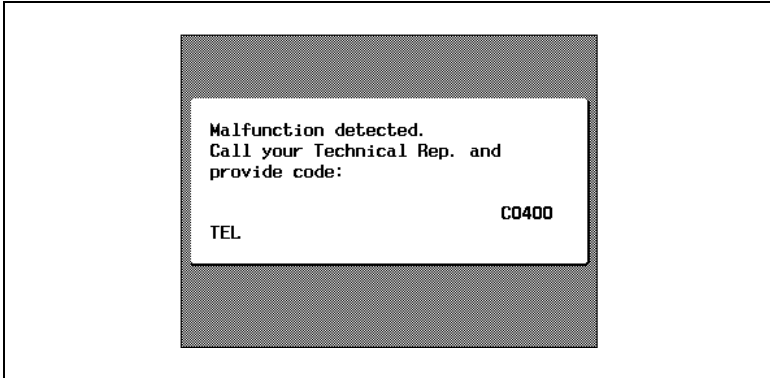 Malfunction detected.
Call your Technical Rep. and
provide code:
C0400
TEL